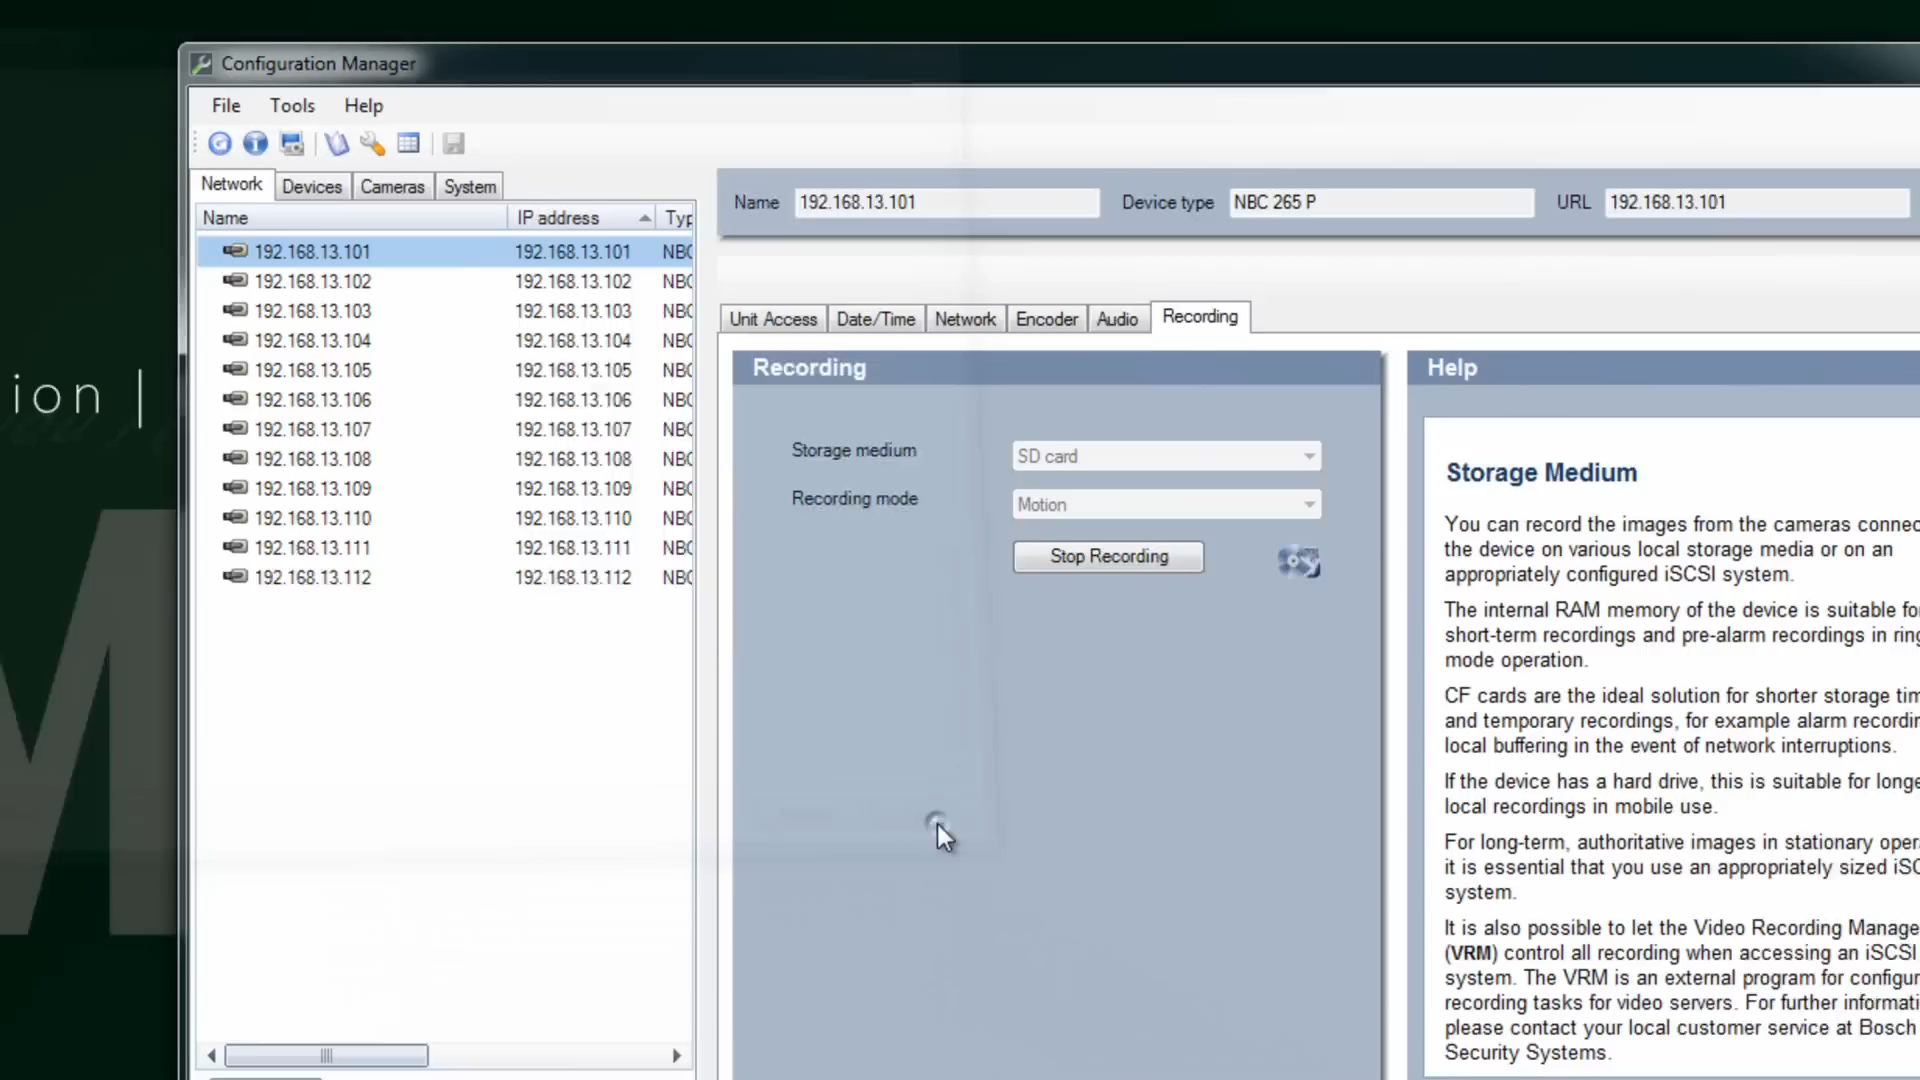 Configuration Manager
File Tools Help
Network Devices Cameras System
Name IP address Typ
192.168.13.101 192.168.13.101 NBC
192.168.13.102 192.168.13.102 NBC
192.168.13.103 192.168.13.103 NBC
192.168.13.104 192.168.13.104 NBC
192.168.13.105 192.168.13.105 NBC
192.168.13.106 192.168.13.106 NBC
192.168.13.107 192.168.13.107 NBC
192.168.13.108 192.168.13.108 NBC
192.168.13.109 192.168.13.109 NBC
192.168.13.110 192.168.13.110 NBC
192.168.13.111 192.168.13.111 NBC
192.168.13.112 192.168.13.112 NBC
ion |
M
Name 192.168.13.101 Device type NBC 265 P URL 192.168.13.101
Unit Access Date/Time Network Encoder Audio Recording
Recording
Storage medium SD card
Recording mode Motion
Stop Recording
Help
Storage Medium
You can record the images from the cameras connec
the device on various local storage media or on an
appropriately configured iSCSI system.
The internal RAM memory of the device is suitable fo
short-term recordings and pre-alarm recordings in ring
mode operation.
CF cards are the ideal solution for shorter storage tim
and temporary recordings, for example alarm recordin
local buffering in the event of network interruptions.
If the device has a hard drive, this is suitable for longe
local recordings in mobile use.
For long-term, authoritative images in stationary oper
it is essential that you use an appropriately sized iSC
system.
It is also possible to let the Video Recording Manage
(VRM) control all recording when accessing an iSCSI
system. The VRM is an external program for configur
recording tasks for video servers. For further informati
please contact your local customer service at Bosch
Security Systems.